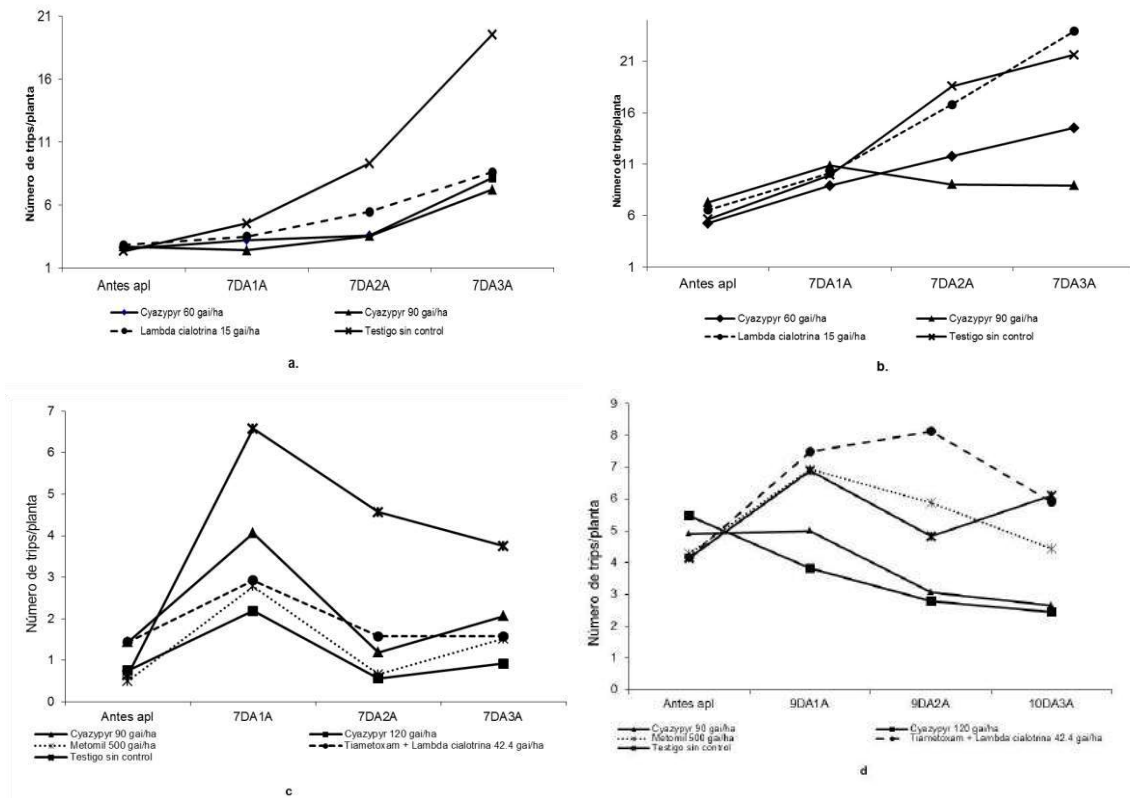 Número de trips/planta
21
16
11
6
1
Antes apl 7DA1A 7DA2A 7DA3A
Cyazypyr 60 gai/ha Cyazypyr 90 gai/ha
Lambda cialotrina 15 gai/ha Testigo sin control
a.
Número de trips/planta
21
16
11
6
1
Antes apl 7DA1A 7DA2A 7DA3A
Cyazypyr 60 gai/ha Cyazypyr 90 gai/ha
Lambda cialotrina 15 gai/ha Testigo sin control
b.
Número de trips/planta
7
6
5
4
3
2
1
0
Antes apl 7DA1A 7DA2A 7DA3A
Cyazypyr 90 gai/ha Cyazypyr 120 gai/ha
Metomil 500 gai/ha Tiametoxam + Lambda cialotrina 42.4 gai/ha
Testigo sin control
c
Número de trips/planta
9
8
7
6
5
4
3
2
1
0
Antes apl 9DA1A 9DA2A 10DA3A
Cyazypyr 90 gai/ha Cyazypyr 120 gai/ha
Metomil 500 gai/ha Tiametoxam + Lambda cialotrina 42.4 gai/ha
Testigo sin control
d